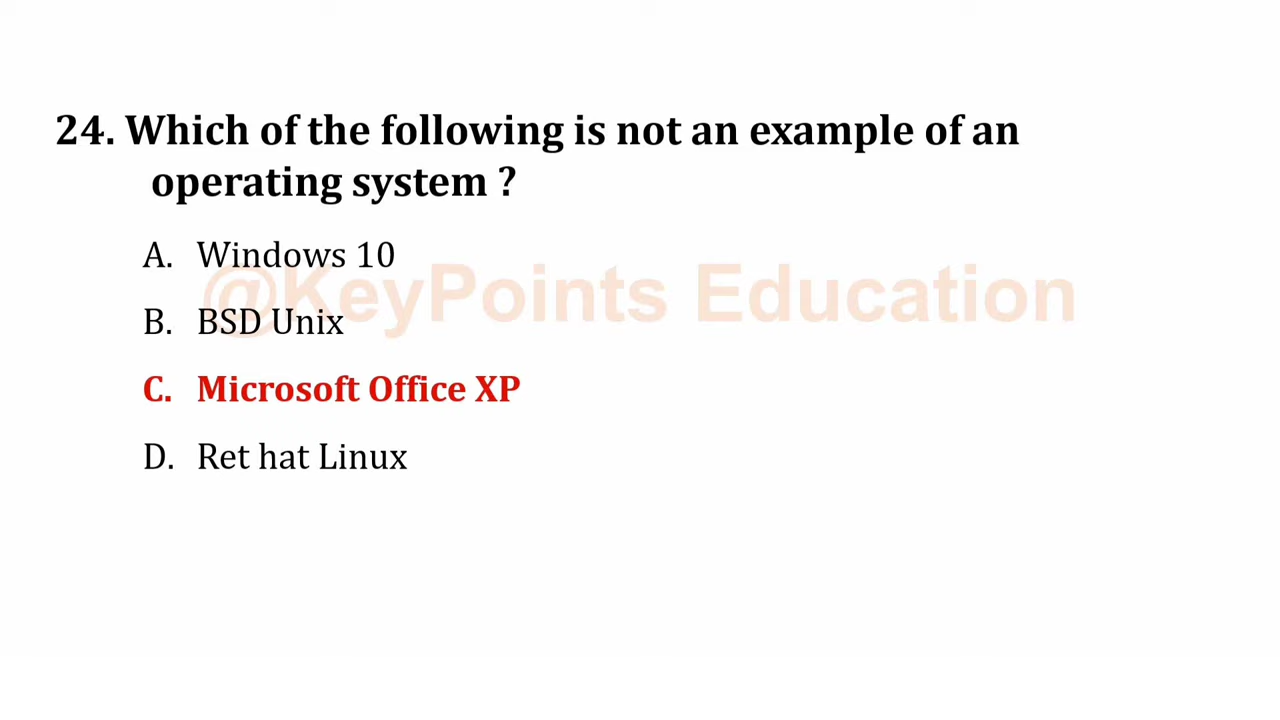 24. Which of the following is not an example of an
operating system ?
A. Windows 10
@KeyPoints Education
B. BSD Unix
C. Microsoft Office XP
D. Ret hat Linux